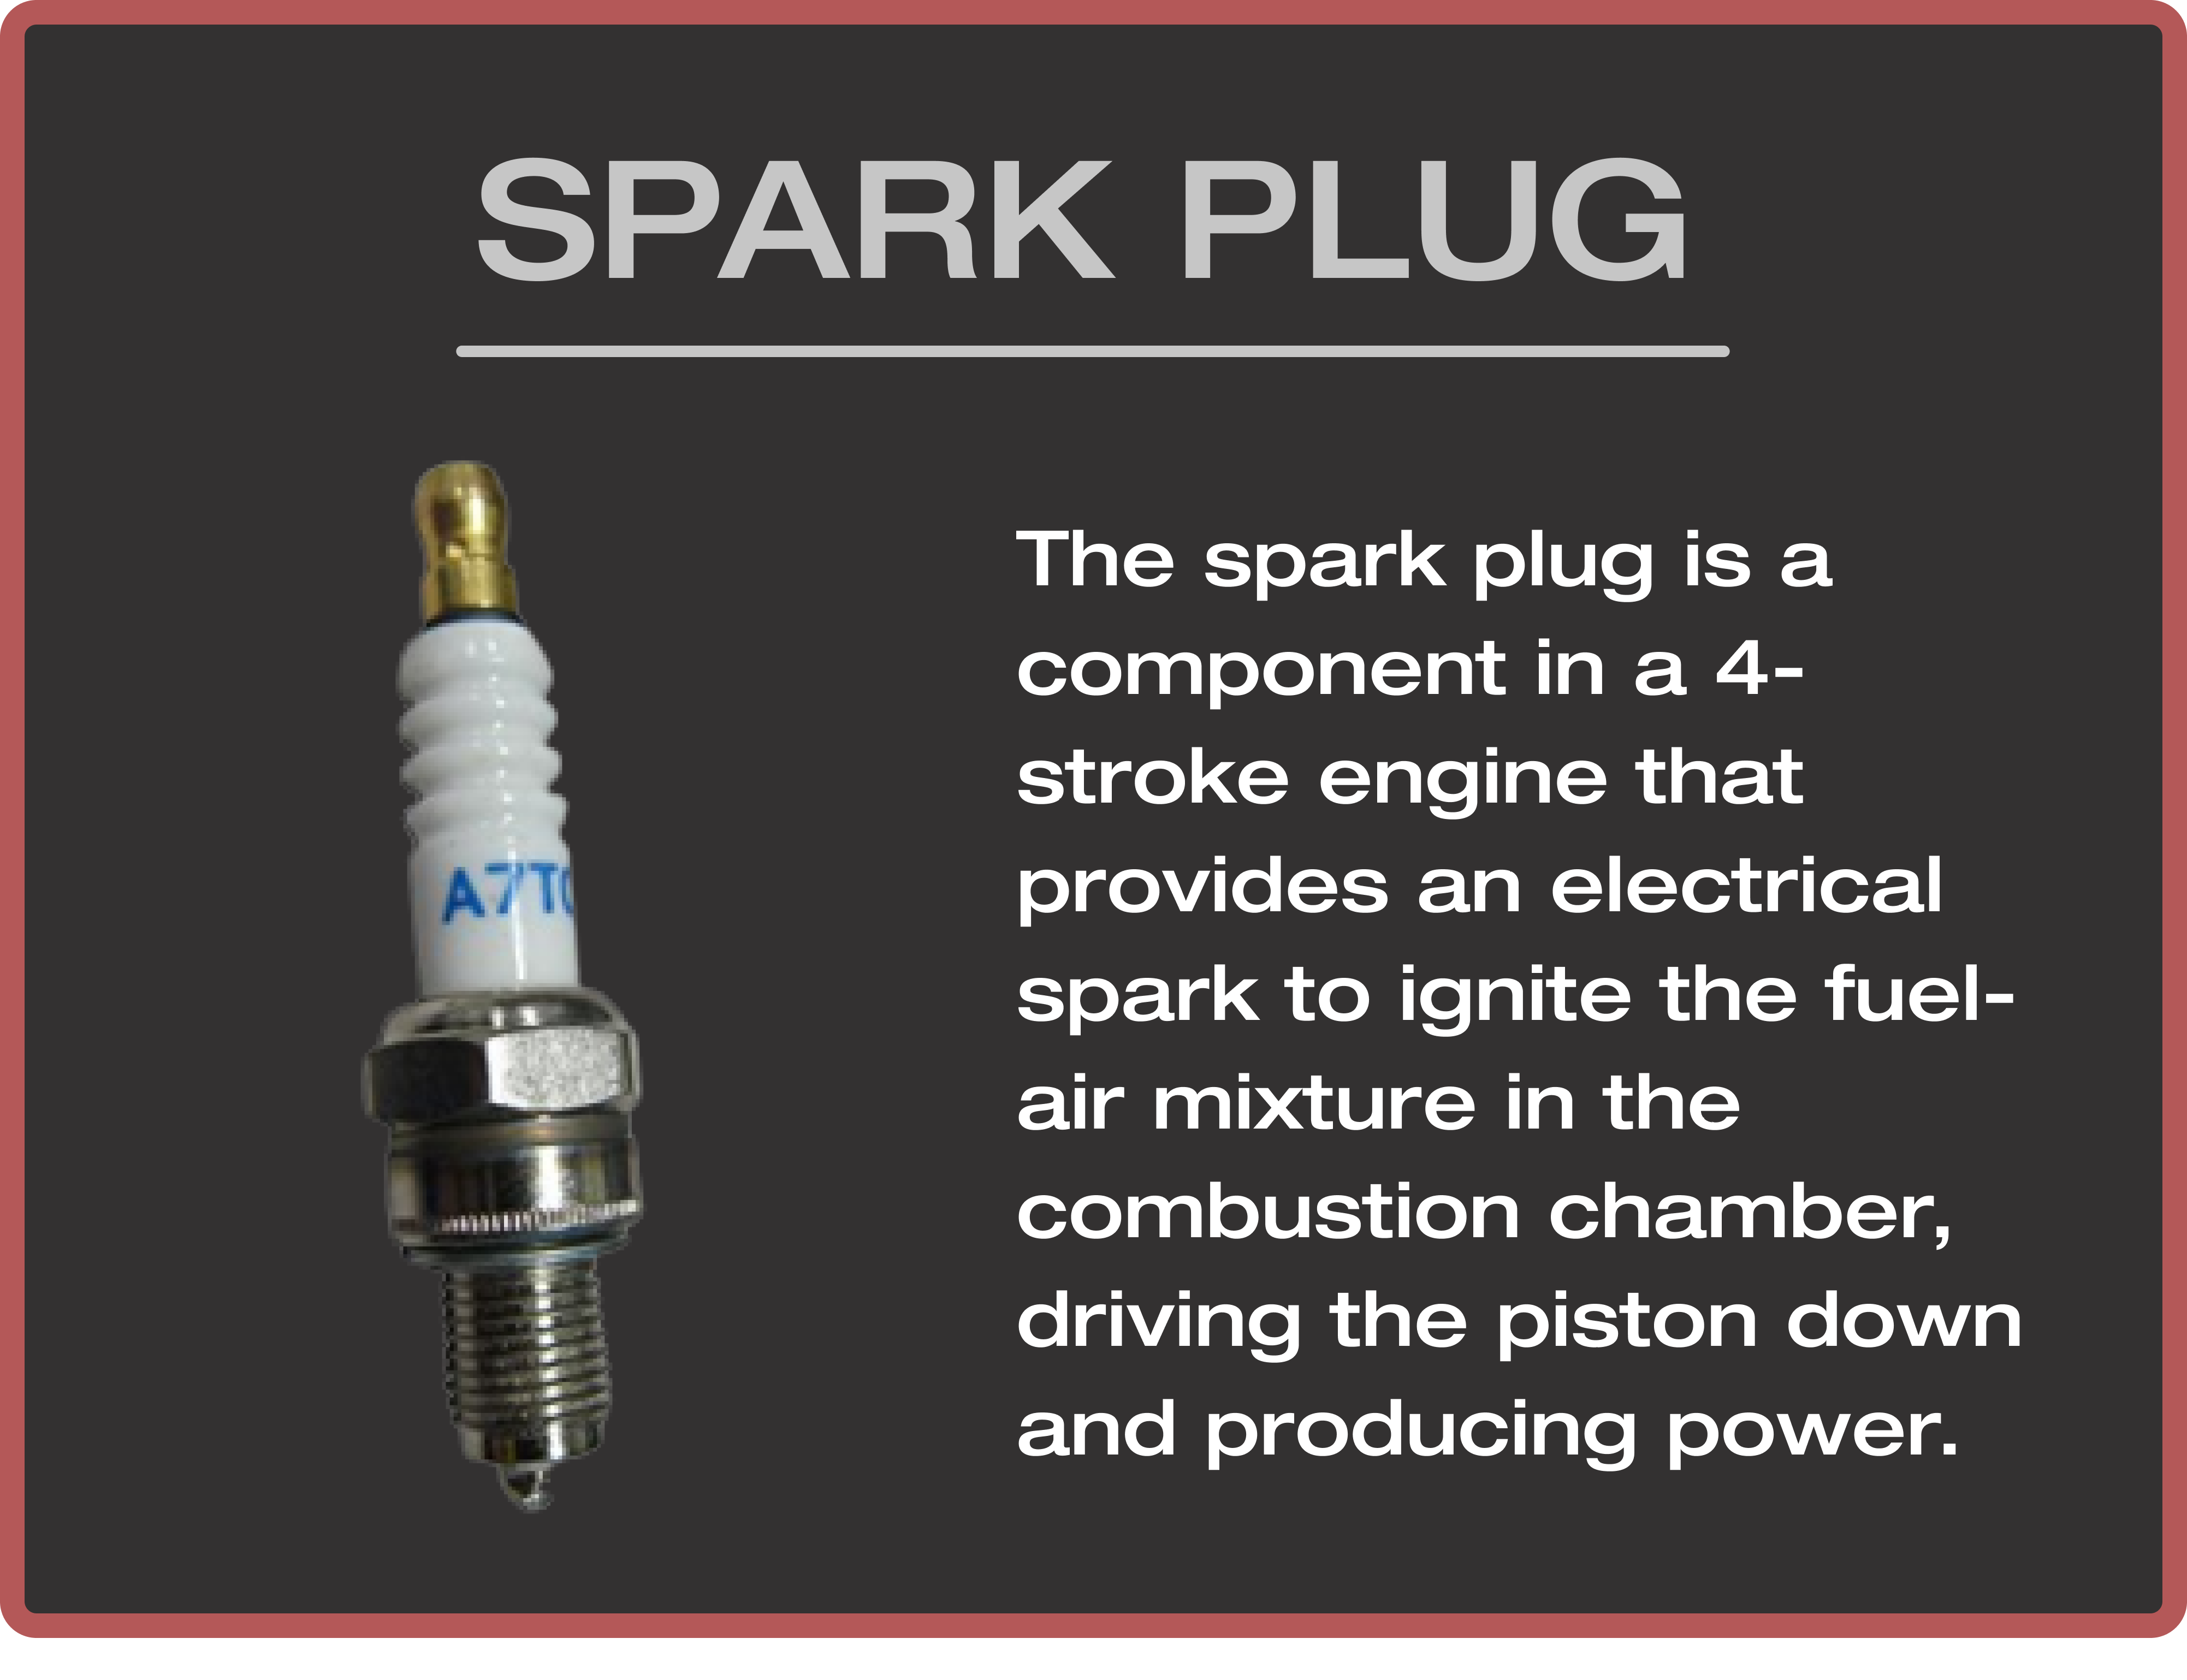 SPARK PLUG
The spark plug is a
component in a 4-
stroke engine that
provides an electrical
spark to ignite the fuel-
air mixture in the
combustion chamber,
driving the piston down
and producing power.
A7T